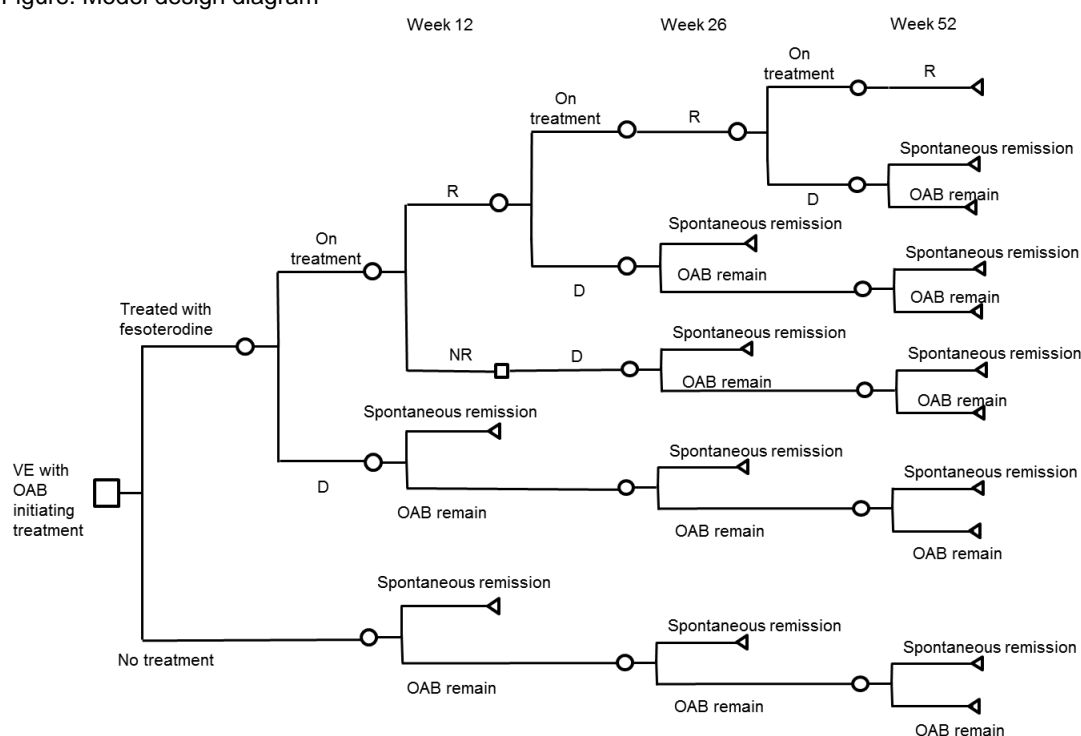 Figure: Model design diagram
Week 12
Week 26
Week 52
On
treatment
R
On
treatment
R
Spontaneous remission
OAB remain
D
R
Spontaneous remission
OAB remain
D
Spontaneous remission
OAB remain
On
treatment
Treated with
fesoterodine
NR
D
Spontaneous remission
OAB remain
Spontaneous remission
OAB remain
Spontaneous remission
OAB remain
D
Spontaneous remission
OAB remain
Spontaneous remission
OAB remain
VE with
OAB
initiating
treatment
No treatment
Spontaneous remission
OAB remain
Spontaneous remission
OAB remain
Spontaneous remission
OAB remain